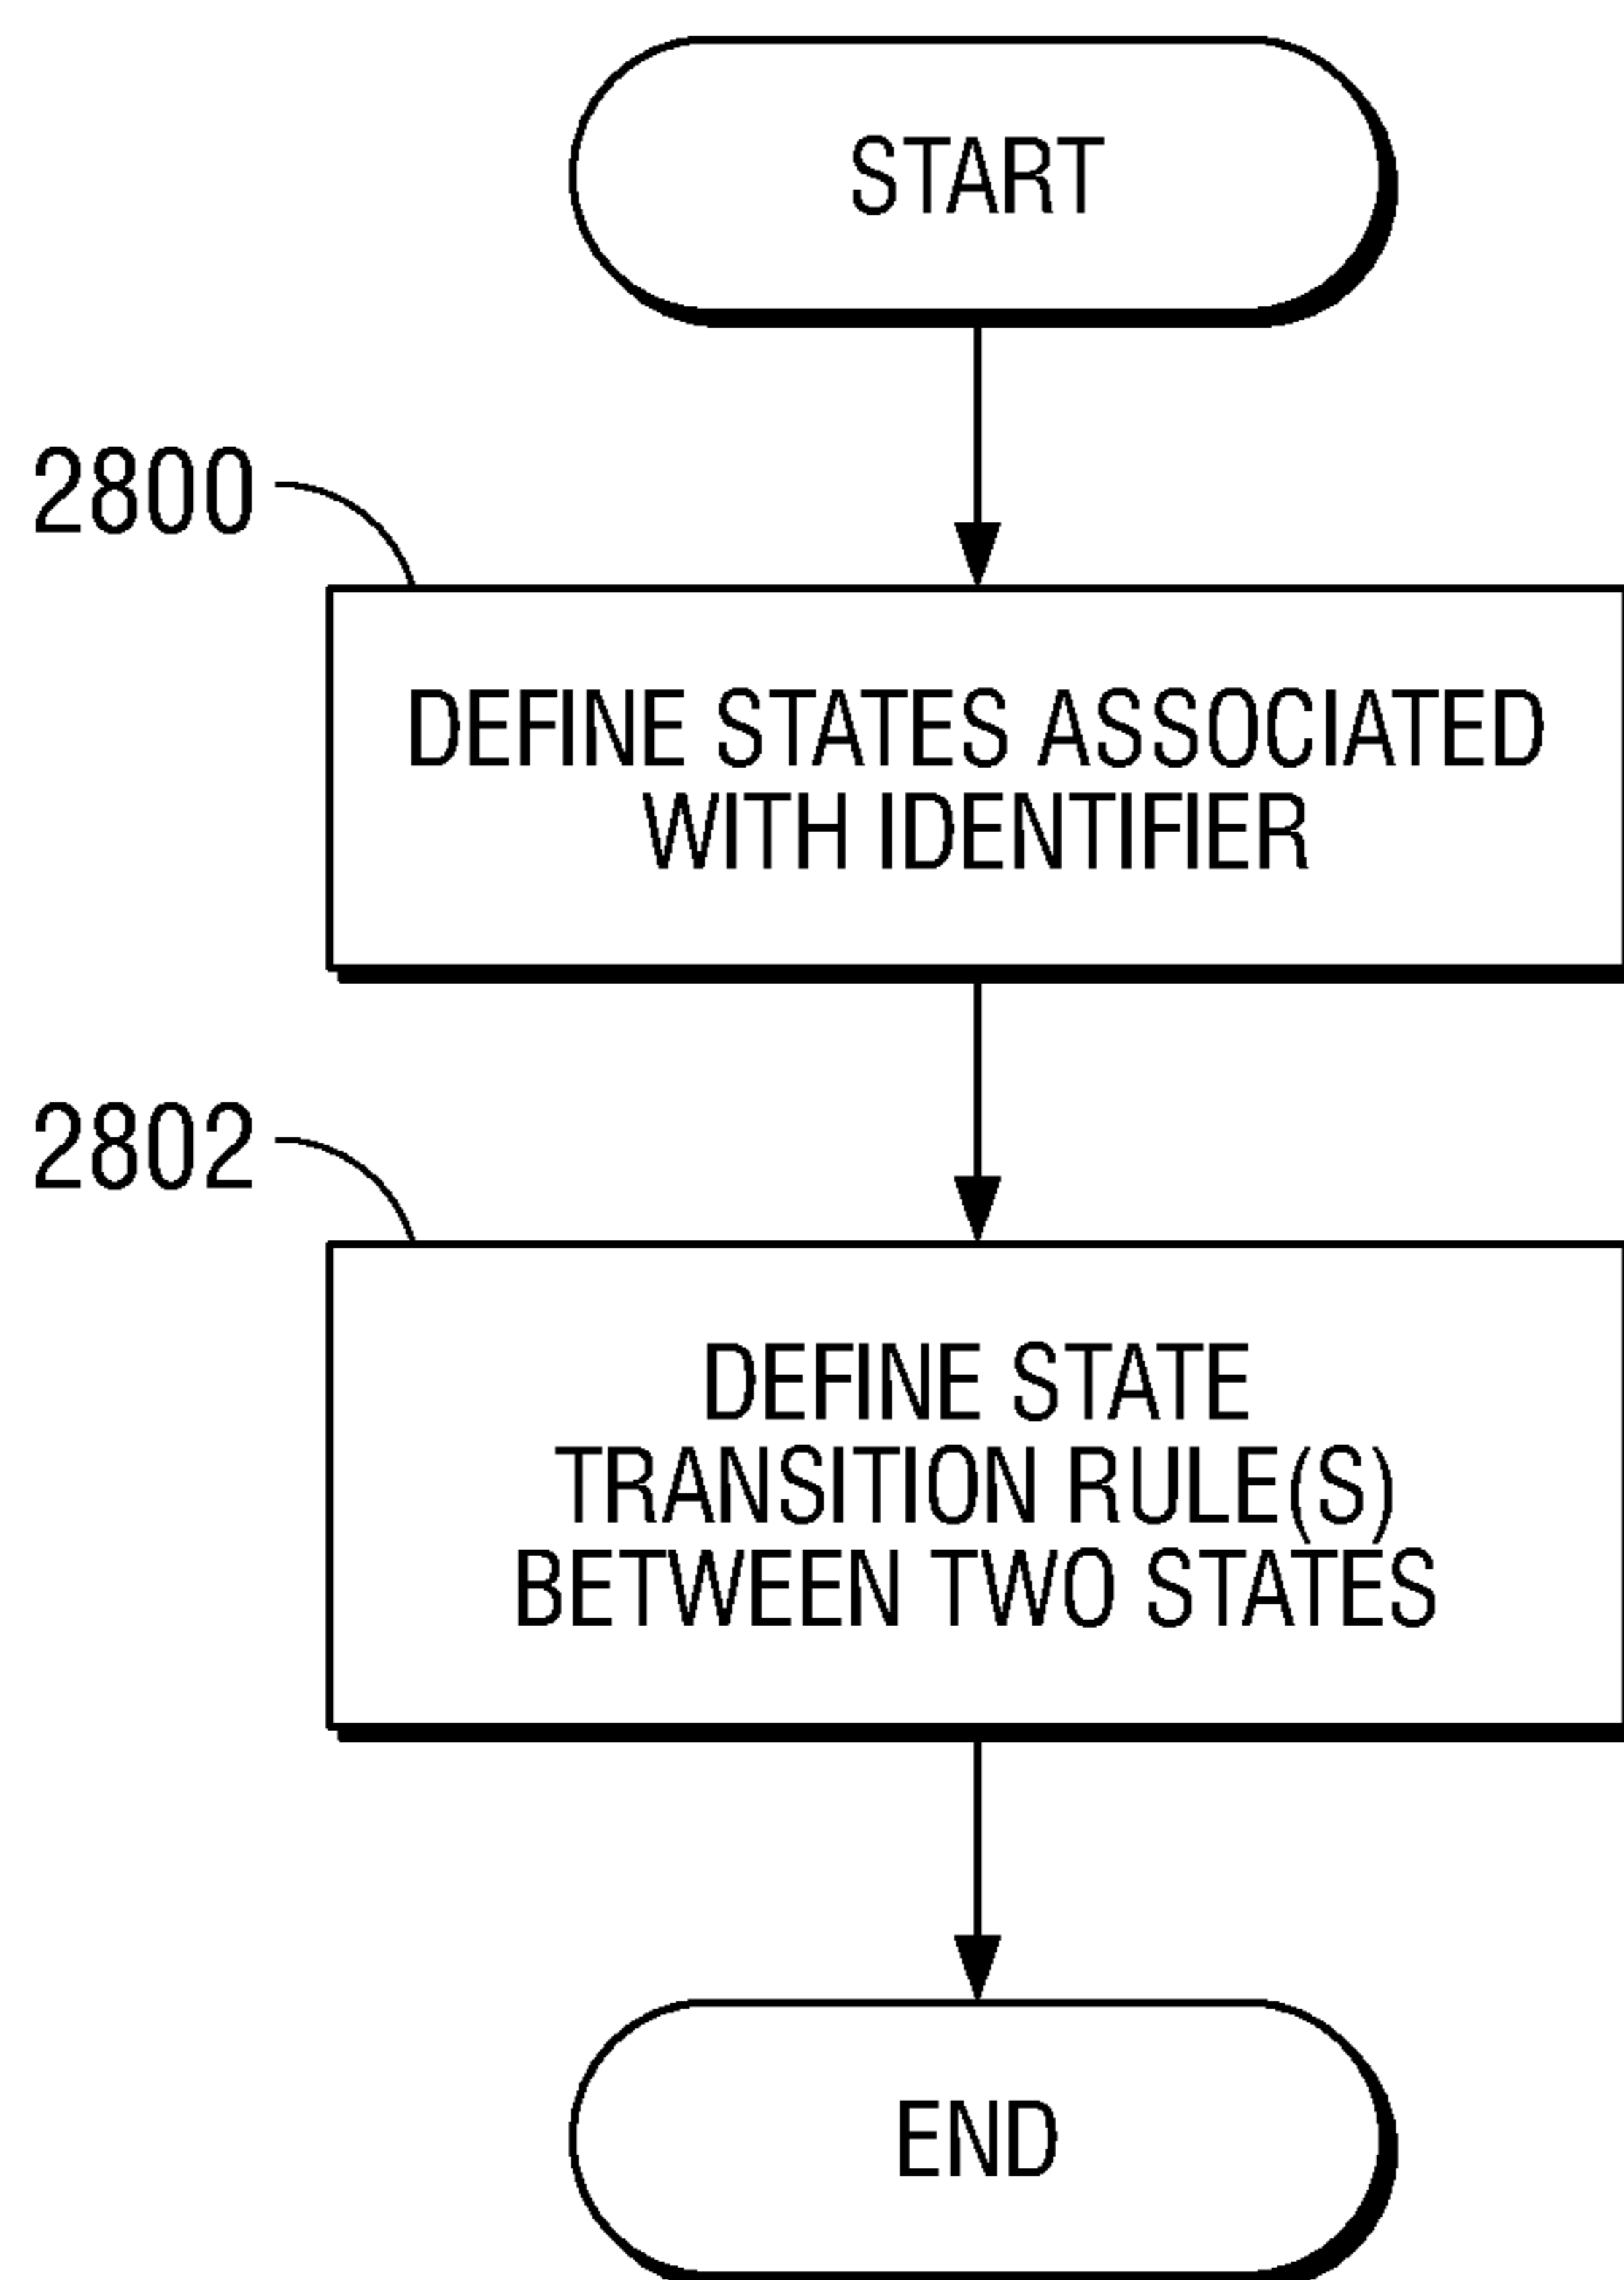 START
2800
DEFINE STATES ASSOCIATED
WITH IDENTIFIER
2802
DEFINE STATE
TRANSITION RULE(S)
BETWEEN TWO STATES
END